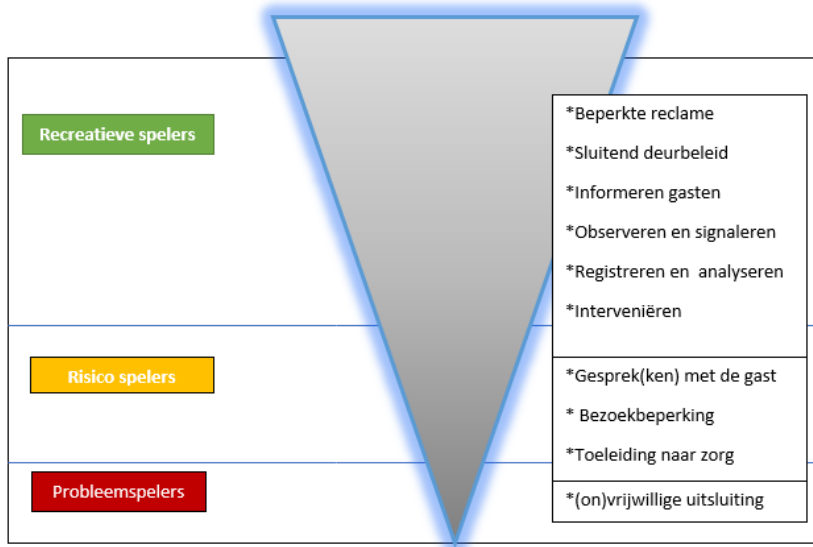 Recreatieve spelers
*Beperkte reclame
*Sluitend deurbeleid
*Informeren gasten
*Observeren en signaleren
*Registreren en  analyseren
*Interveniëren
Risico spelers
*Gesprek(ken) met de gast
* Bezoekbeperking
*Toeleiding naar zorg
Probleemspelers
*(on)vrijwillige uitsluiting